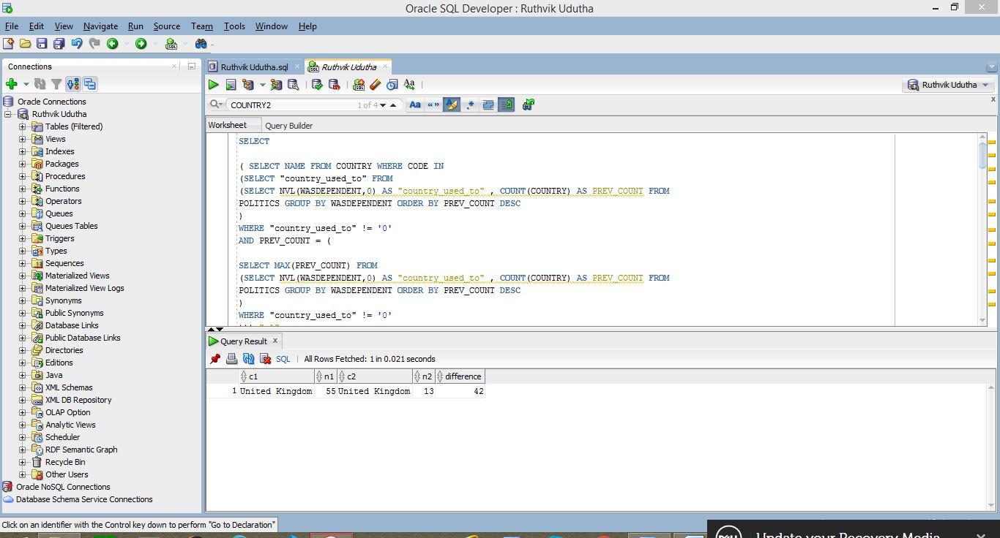 Oracle SQL Developer : Ruthvik Udutha
File Edit View Navigate Run Source Team Tools Window Help
Connections
Oracle Connections
Ruthvik Udutha
Tables (Filtered)
Views
Indexes
Packages
Procedures
Functions
Operators
Queues
Queues Tables
Triggers
Types
Sequences
Materialized Views
Materialized View Logs
Synonyms
Public Synonyms
Database Links
Public Database Links
Directories
Editions
Java
XML Schemas
XML DB Repository
OLAP Option
Analytic Views
Scheduler
RDF Semantic Graph
Recycle Bin
Other Users
Oracle NoSQL Connections
Database Schema Service Connections
Ruthvik Udutha.sql Ruthvik Udutha
Ruthvik Udutha
COUNTRY2 1 of 4 Aa “ ” .*
Worksheet Query Builder
SELECT
( SELECT NAME FROM COUNTRY WHERE CODE IN
(SELECT "country_used_to" FROM
(SELECT NVL(WASDEPENDENT,0) AS "country_used_to" , COUNT(COUNTRY) AS PREV_COUNT FROM
POLITICS GROUP BY WASDEPENDENT ORDER BY PREV_COUNT DESC
)
WHERE "country_used_to" != '0'
AND PREV_COUNT = (
SELECT MAX(PREV_COUNT) FROM
(SELECT NVL(WASDEPENDENT,0) AS "country_used_to" , COUNT(COUNTRY) AS PREV_COUNT FROM
POLITICS GROUP BY WASDEPENDENT ORDER BY PREV_COUNT DESC
)
WHERE "country_used_to" != '0'
Query Result x
SQL | All Rows Fetched: 1 in 0.021 seconds
c1 n1 c2 n2 difference
1 United Kingdom 55 United Kingdom 13 42
Click on an identifier with the Control key down to perform "Go to Declaration"
Update your Recovery Media